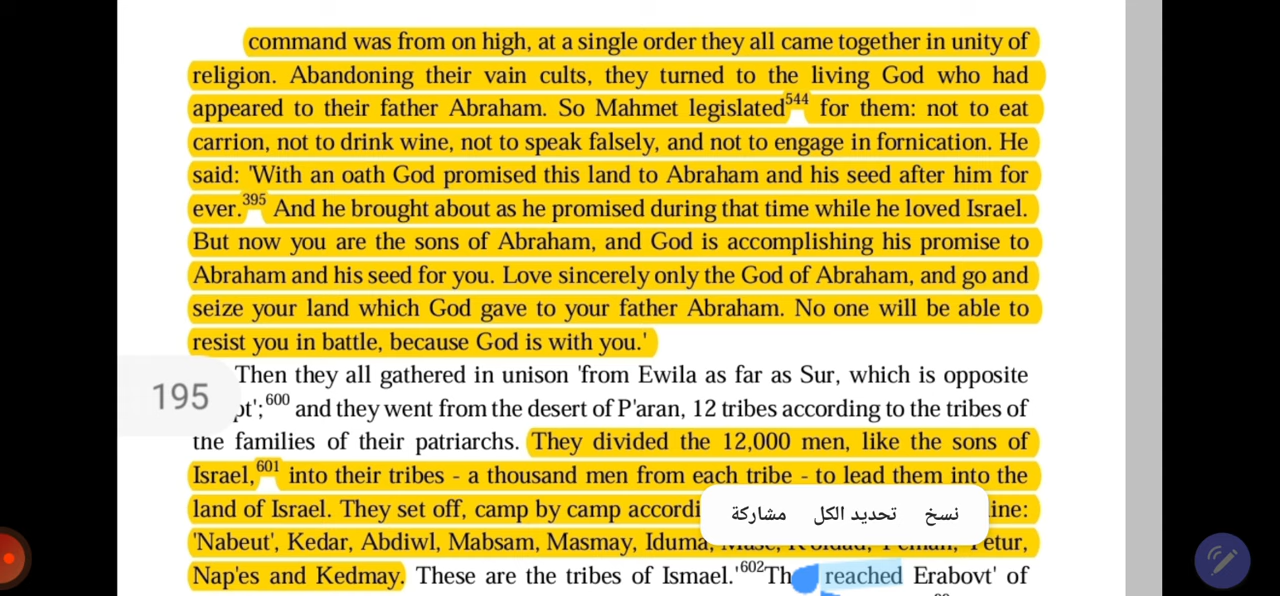 command was from on high, at a single order they all came together in unity of
religion. Abandoning their vain cults, they turned to the living God who had
appeared to their father Abraham. So Mahmet legislated544 for them: not to eat
carrion, not to drink wine, not to speak falsely, and not to engage in fornication. He
said: 'With an oath God promised this land to Abraham and his seed after him for
ever.395 And he brought about as he promised during that time while he loved Israel.
But now you are the sons of Abraham, and God is accomplishing his promise to
Abraham and his seed for you. Love sincerely only the God of Abraham, and go and
seize your land which God gave to your father Abraham. No one will be able to
resist you in battle, because God is with you.'
Then they all gathered in unison 'from Ewila as far as Sur, which is opposite
195
pt';600 and they went from the desert of P'aran, 12 tribes according to the tribes of
the families of their patriarchs. They divided the 12,000 men, like the sons of
Israel,601 into their tribes - a thousand men from each tribe - to lead them into the
land of Israel. They set off, camp by camp accordi ine:
نسخ تحديد الكل مشاركة
'Nabeut', Kedar, Abdiwl, Mabsam, Masmay, Iduma, etur,
Nap'es and Kedmay. These are the tribes of Ismael.'602 Th reached Erabovt' of